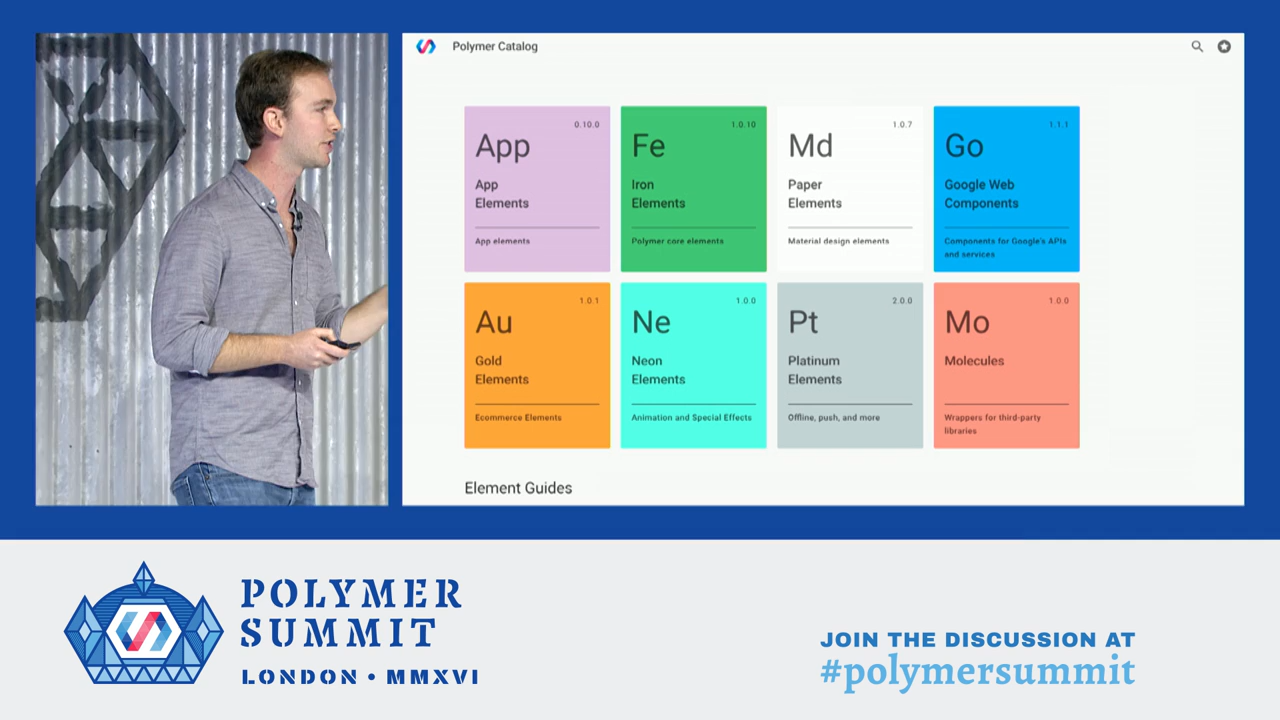 Polymer Catalog
0.10.0
App
App
Elements
App elements
1.0.10
Fe
Iron
Elements
Polymer core elements
1.0.7
Md
Paper
Elements
Material design elements
1.1.1
Go
Google Web
Components
Components for Google's APIs
and services
1.0.1
Au
Gold
Elements
Ecommerce Elements
1.0.0
Ne
Neon
Elements
Animation and Special Effects
2.0.0
Pt
Platinum
Elements
Offline, push, and more
1.0.0
Mo
Molecules
Wrappers for third-party
libraries
Element Guides
POLYMER
SUMMIT
LONDON • MMXVI
JOIN THE DISCUSSION AT
#polymersummit